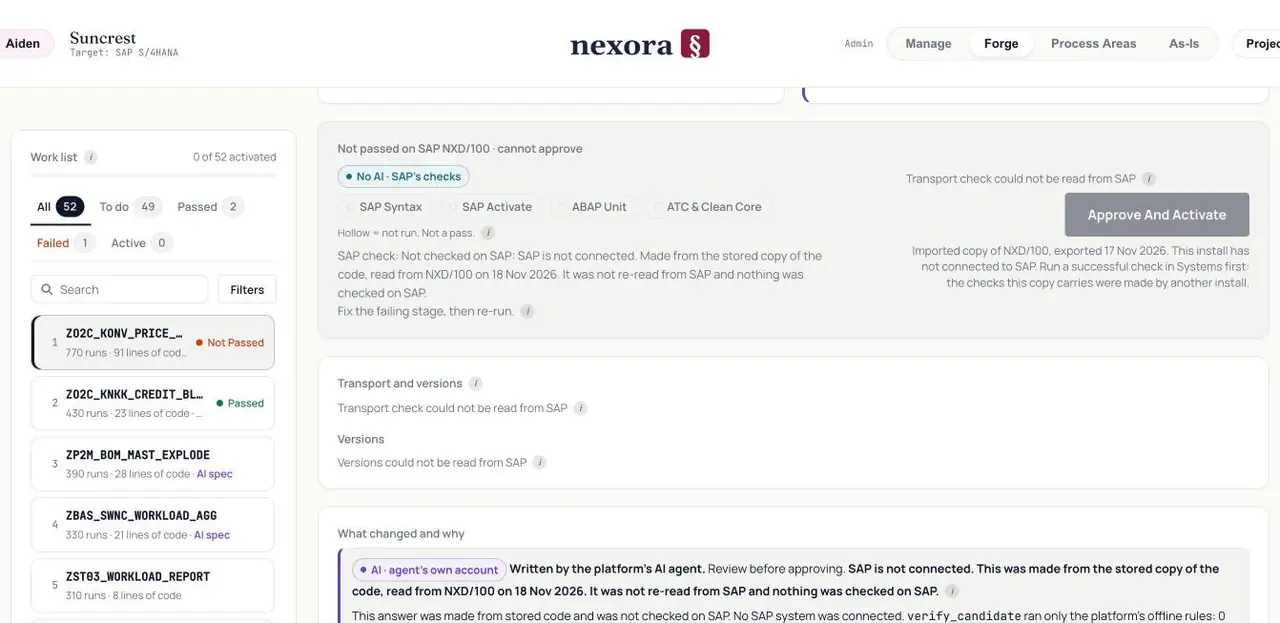 Aiden
Suncrest
Target: SAP S/4HANA
nexora §
Admin
Manage
Forge
Process Areas
As-Is
Work list i
0 of 52 activated
All 52
To do 49
Passed 2
Failed 1
Active 0
Search
Filters
1
ZO2C_KONV_PRICE_…
770 runs · 91 lines of cod…
Not Passed
2
ZO2C_KNKK_CREDIT_BL…
430 runs · 23 lines of code · …
Passed
3
ZP2M_BOM_MAST_EXPLODE
390 runs · 28 lines of code · AI spec
4
ZBAS_SWNC_WORKLOAD_AGG
330 runs · 21 lines of code · AI spec
5
ZST03_WORKLOAD_REPORT
310 runs · 8 lines of code
Not passed on SAP NXD/100 · cannot approve
No AI · SAP's checks
SAP Syntax
SAP Activate
ABAP Unit
ATC & Clean Core
Hollow = not run. Not a pass. i
SAP check: Not checked on SAP: SAP is not connected. Made from the stored copy of the
code, read from NXD/100 on 18 Nov 2026. It was not re-read from SAP and nothing was
checked on SAP.
Fix the failing stage, then re-run. i
Transport check could not be read from SAP i
Approve And Activate
Imported copy of NXD/100, exported 17 Nov 2026. This install has
not connected to SAP. Run a successful check in Systems first:
the checks this copy carries were made by another install.
Transport and versions i
Transport check could not be read from SAP i
Versions
Versions could not be read from SAP i
What changed and why
AI · agent's own account Written by the platform's AI agent. Review before approving. SAP is not connected. This was made from the stored copy of the
code, read from NXD/100 on 18 Nov 2026. It was not re-read from SAP and nothing was checked on SAP. i
This answer was made from stored code and was not checked on SAP. No SAP system was connected. verify_candidate ran only the platform's offline rules: 0